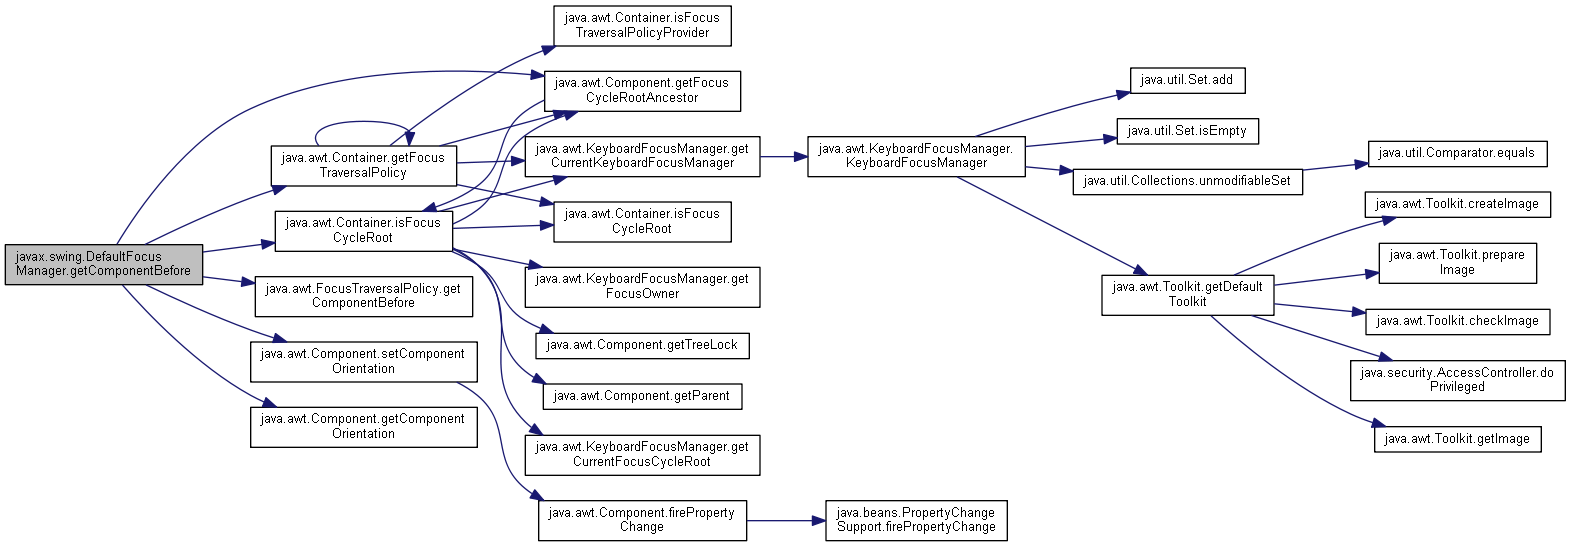 javax.swing.DefaultFocus
Manager.getComponentBefore
java.awt.Container.getFocus
TraversalPolicy
java.awt.Container.isFocus
CycleRoot
java.awt.FocusTraversalPolicy.get
ComponentBefore
java.awt.Component.setComponent
Orientation
java.awt.Component.getComponent
Orientation
java.awt.Container.isFocus
TraversalPolicyProvider
java.awt.Component.getFocus
CycleRootAncestor
java.awt.KeyboardFocusManager.get
CurrentKeyboardFocusManager
java.awt.Container.isFocus
CycleRoot
java.awt.KeyboardFocusManager.get
FocusOwner
java.awt.Component.getTreeLock
java.awt.Component.getParent
java.awt.KeyboardFocusManager.get
CurrentFocusCycleRoot
java.awt.Component.fireProperty
Change
java.awt.KeyboardFocusManager.
KeyboardFocusManager
java.beans.PropertyChange
Support.firePropertyChange
java.util.Set.add
java.util.Set.isEmpty
java.util.Collections.unmodifiableSet
java.awt.Toolkit.getDefault
Toolkit
java.util.Comparator.equals
java.awt.Toolkit.createImage
java.awt.Toolkit.prepare
Image
java.awt.Toolkit.checkImage
java.security.AccessController.do
Privileged
java.awt.Toolkit.getImage